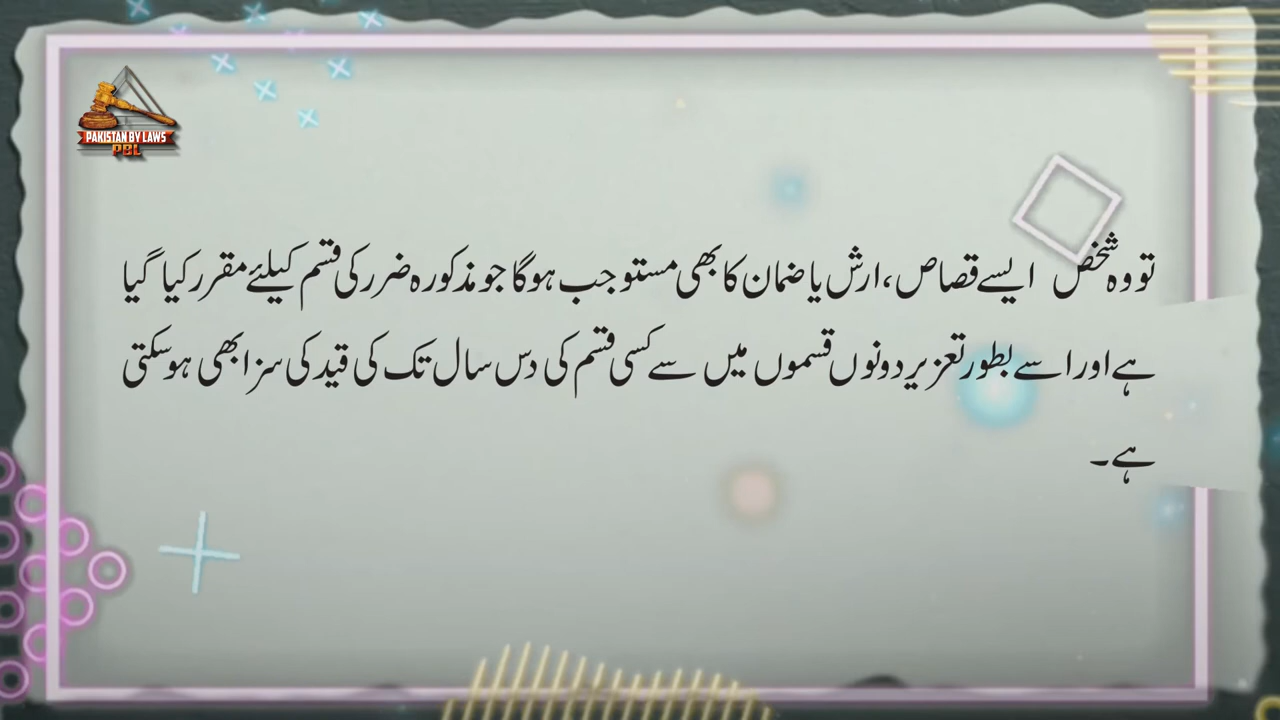 PAKISTAN BY LAWS
PBL
تو وہ شخص ایسے قصاص، ارش یا ضمان کا بھی مستوجب ہوگا جو مذکورہ ضرر کی قسم کیلئے مقرر کیا گیا
ہے اور اسے بطور تعزیر دونوں قسموں میں سے کسی قسم کی دس سال تک کی قید کی سزا بھی ہو سکتی
ہے۔